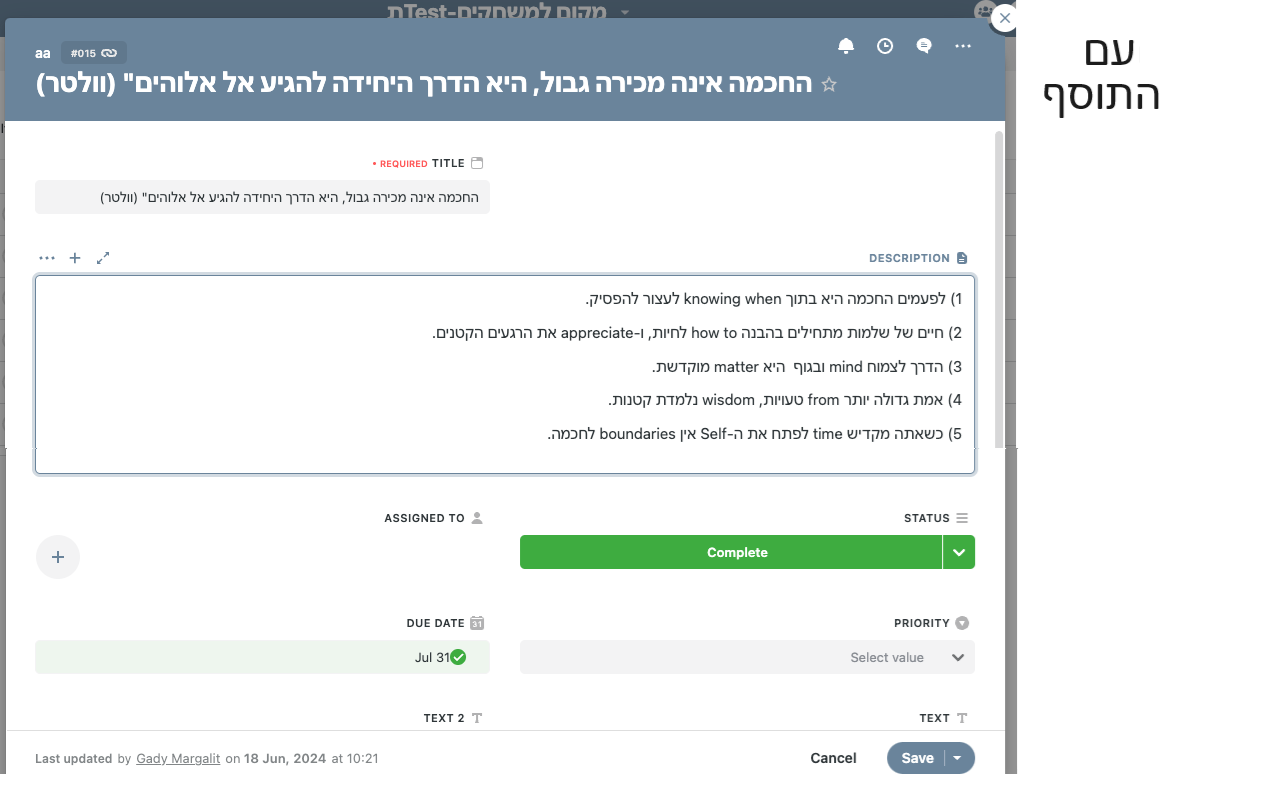 מקום למשחקים-Testת
עם
התוסף
aa #015
החכמה אינה מכירה גבול, היא הדרך היחידה להגיע אל אלוהים" (וולטר)
• REQUIRED TITLE
החכמה אינה מכירה גבול, היא הדרך היחידה להגיע אל אלוהים" (וולטר)
DESCRIPTION
1) לפעמים החכמה היא בתוך knowing when לעצור להפסיק.
2) חיים של שלמות מתחילים בהבנה how to לחיות, ו-appreciate את הרגעים הקטנים.
3) הדרך לצמוח mind ובגוף היא matter מוקדשת.
4) אמת גדולה יותר from טעויות, wisdom נלמדת קטנות.
5) כשאתה מקדיש time לפתח את ה-Self אין boundaries לחכמה.
STATUS
ASSIGNED TO
Complete
PRIORITY
DUE DATE
31
Select value
Jul 31
TEXT
TEXT 2
Last updated by Gady Margalit on 18 Jun, 2024 at 10:21
Cancel
Save